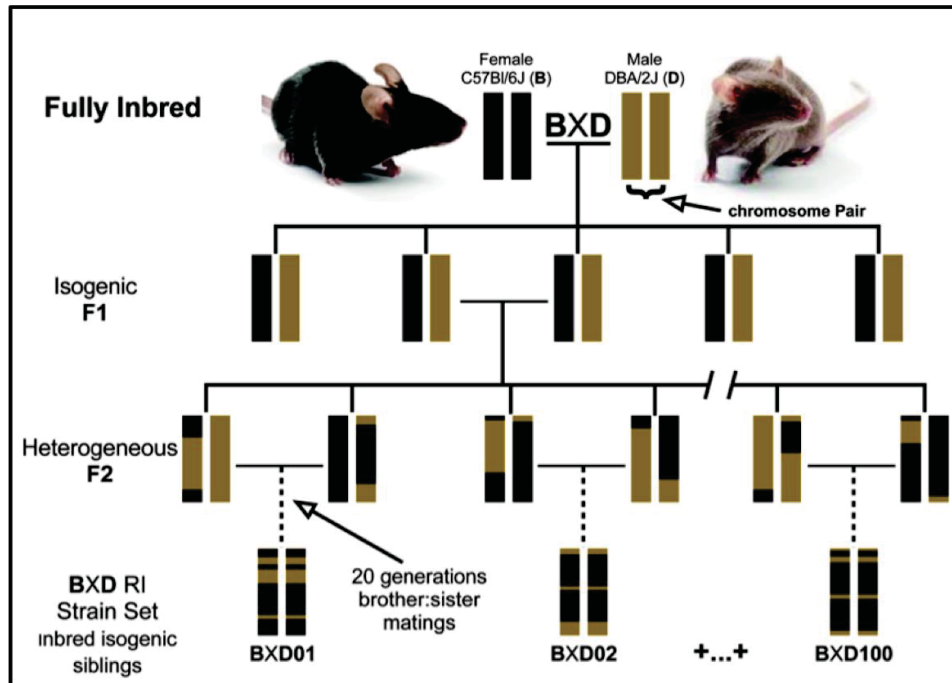 Fully Inbred
Female
C57Bl/6J (B)
BXD
Male
DBA/2J (D)
chromosome Pair
Isogenic
F1
Heterogeneous
F2
20 generations
brother:sister
matings
BXD RI
Strain Set
ınbred isogenic
siblings
BXD01
BXD02
+...+
BXD100